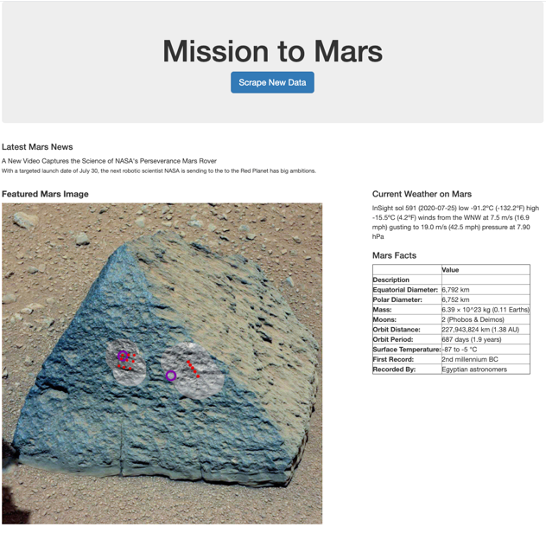 Mission to Mars
Scrape New Data
Latest Mars News
A New Video Captures the Science of NASA's Perseverance Mars Rover
With a targeted launch date of July 30, the next robotic scientist NASA is sending to the to the Red Planet has big ambitions.
Featured Mars Image
Current Weather on Mars
InSight sol 591 (2020-07-25) low -91.2ºC (-132.2ºF) high
-15.5ºC (4.2ºF) winds from the WNW at 7.5 m/s (16.9
mph) gusting to 19.0 m/s (42.5 mph) pressure at 7.90
hPa
Mars Facts
Value
Description
Equatorial Diameter: 6,792 km
Polar Diameter: 6,752 km
Mass: 6.39 × 10^23 kg (0.11 Earths)
Moons: 2 (Phobos & Deimos)
Orbit Distance: 227,943,824 km (1.38 AU)
Orbit Period: 687 days (1.9 years)
Surface Temperature: -87 to -5 °C
First Record: 2nd millennium BC
Recorded By: Egyptian astronomers